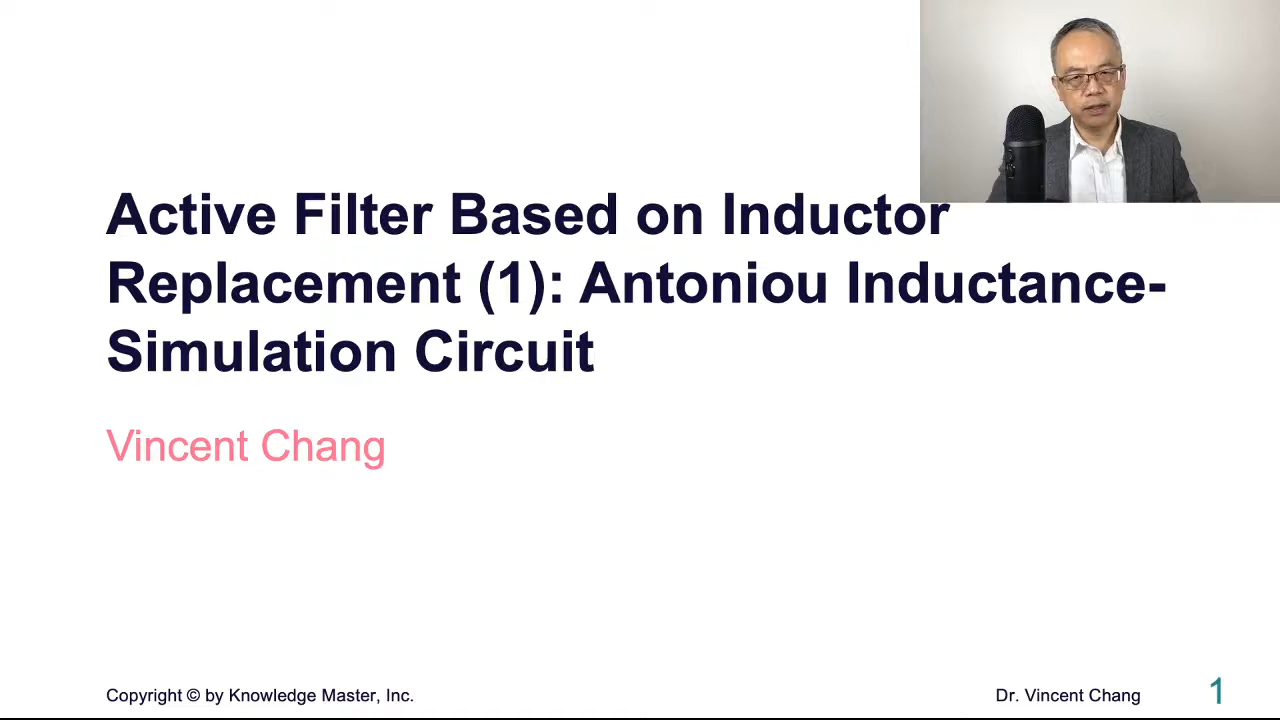 Active Filter Based on Inductor
Replacement (1): Antoniou Inductance-
Simulation Circuit
Vincent Chang
Copyright © by Knowledge Master, Inc.
Dr. Vincent Chang
1